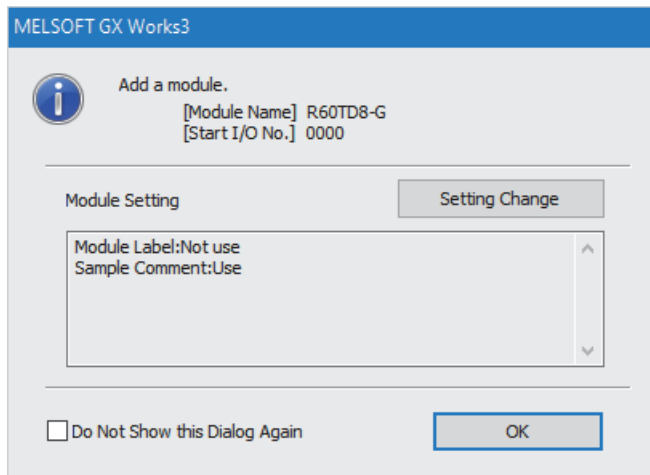 MELSOFT GX Works3
Add a module.
[Module Name] R60TD8-G
[Start I/O No.] 0000
Module Setting
Setting Change
Module Label:Not use
Sample Comment:Use
Do Not Show this Dialog Again
OK